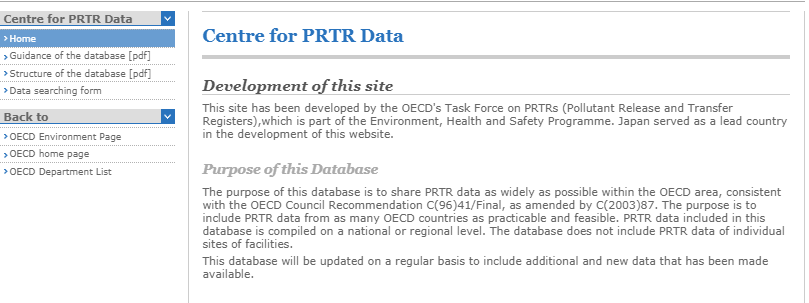 Centre for PRTR Data
Home
Guidance of the database [pdf]
Structure of the database [pdf]
Data searching form
Back to
OECD Environment Page
OECD home page
OECD Department List
Centre for PRTR Data
Development of this site
This site has been developed by the OECD's Task Force on PRTRs (Pollutant Release and Transfer
Registers),which is part of the Environment, Health and Safety Programme. Japan served as a lead country
in the development of this website.
Purpose of this Database
The purpose of this database is to share PRTR data as widely as possible within the OECD area, consistent
with the OECD Council Recommendation C(96)41/Final, as amended by C(2003)87. The purpose is to
include PRTR data from as many OECD countries as practicable and feasible. PRTR data included in this
database is compiled on a national or regional level. The database does not include PRTR data of individual
sites of facilities.
This database will be updated on a regular basis to include additional and new data that has been made
available.